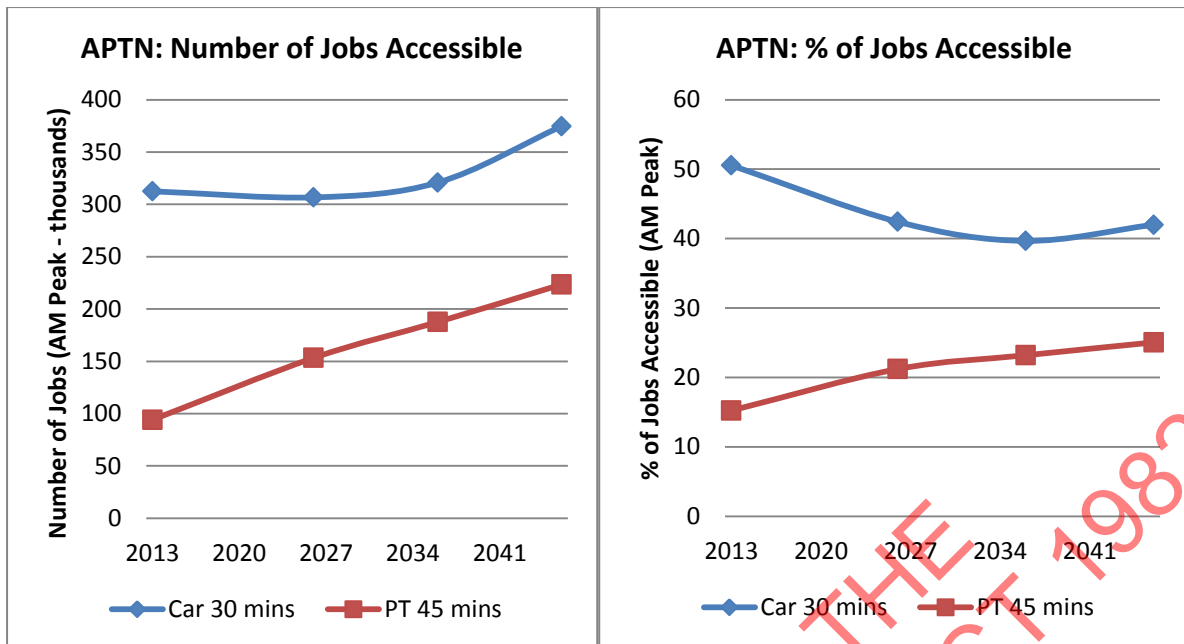 APTN: Number of Jobs Accessible
Number of Jobs (AM Peak - thousands)
400
350
300
250
200
150
100
50
0
2013 2020 2027 2034 2041
Car 30 mins PT 45 mins
APTN: % of Jobs Accessible
% of Jobs Accessible (AM Peak)
60
50
40
30
20
10
0
2013 2020 2027 2034 2041
Car 30 mins PT 45 mins
THE
CT 1982